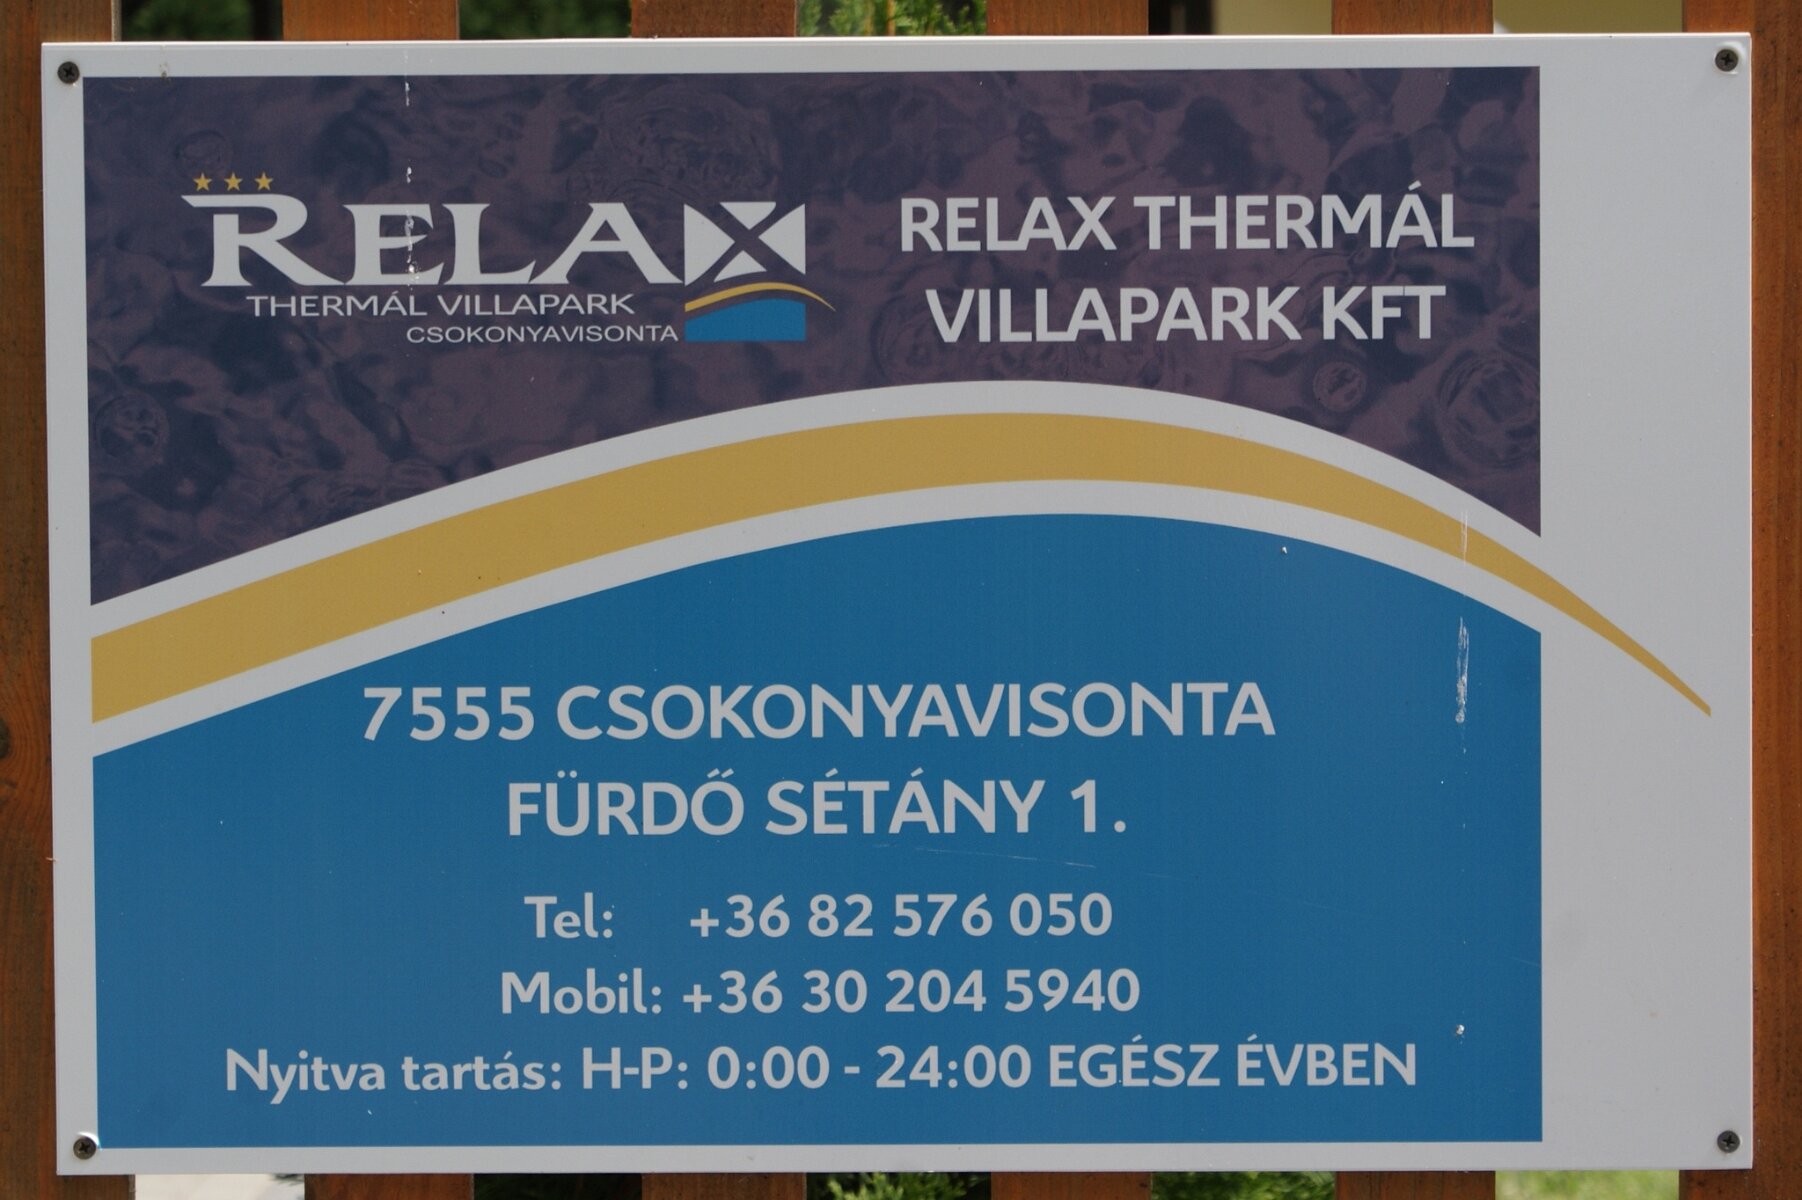 RELAX
THERMÁL VILLAPARK
CSOKONYAVISONTA
RELAX THERMÁL
VILLAPARK KFT
7555 CSOKONYAVISONTA
FÜRDŐ SÉTÁNY 1.
Tel: +36 82 576 050
Mobil: +36 30 204 5940
Nyitva tartás: H-P: 0:00 - 24:00 EGÉSZ ÉVBEN